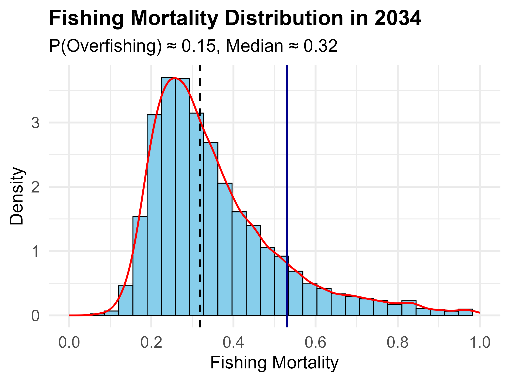 Fishing Mortality Distribution in 2034
P(Overfishing) ≈ 0.15, Median ≈ 0.32
Density
3
2
1
0
0.0 0.2 0.4 0.6 0.8 1.0
Fishing Mortality